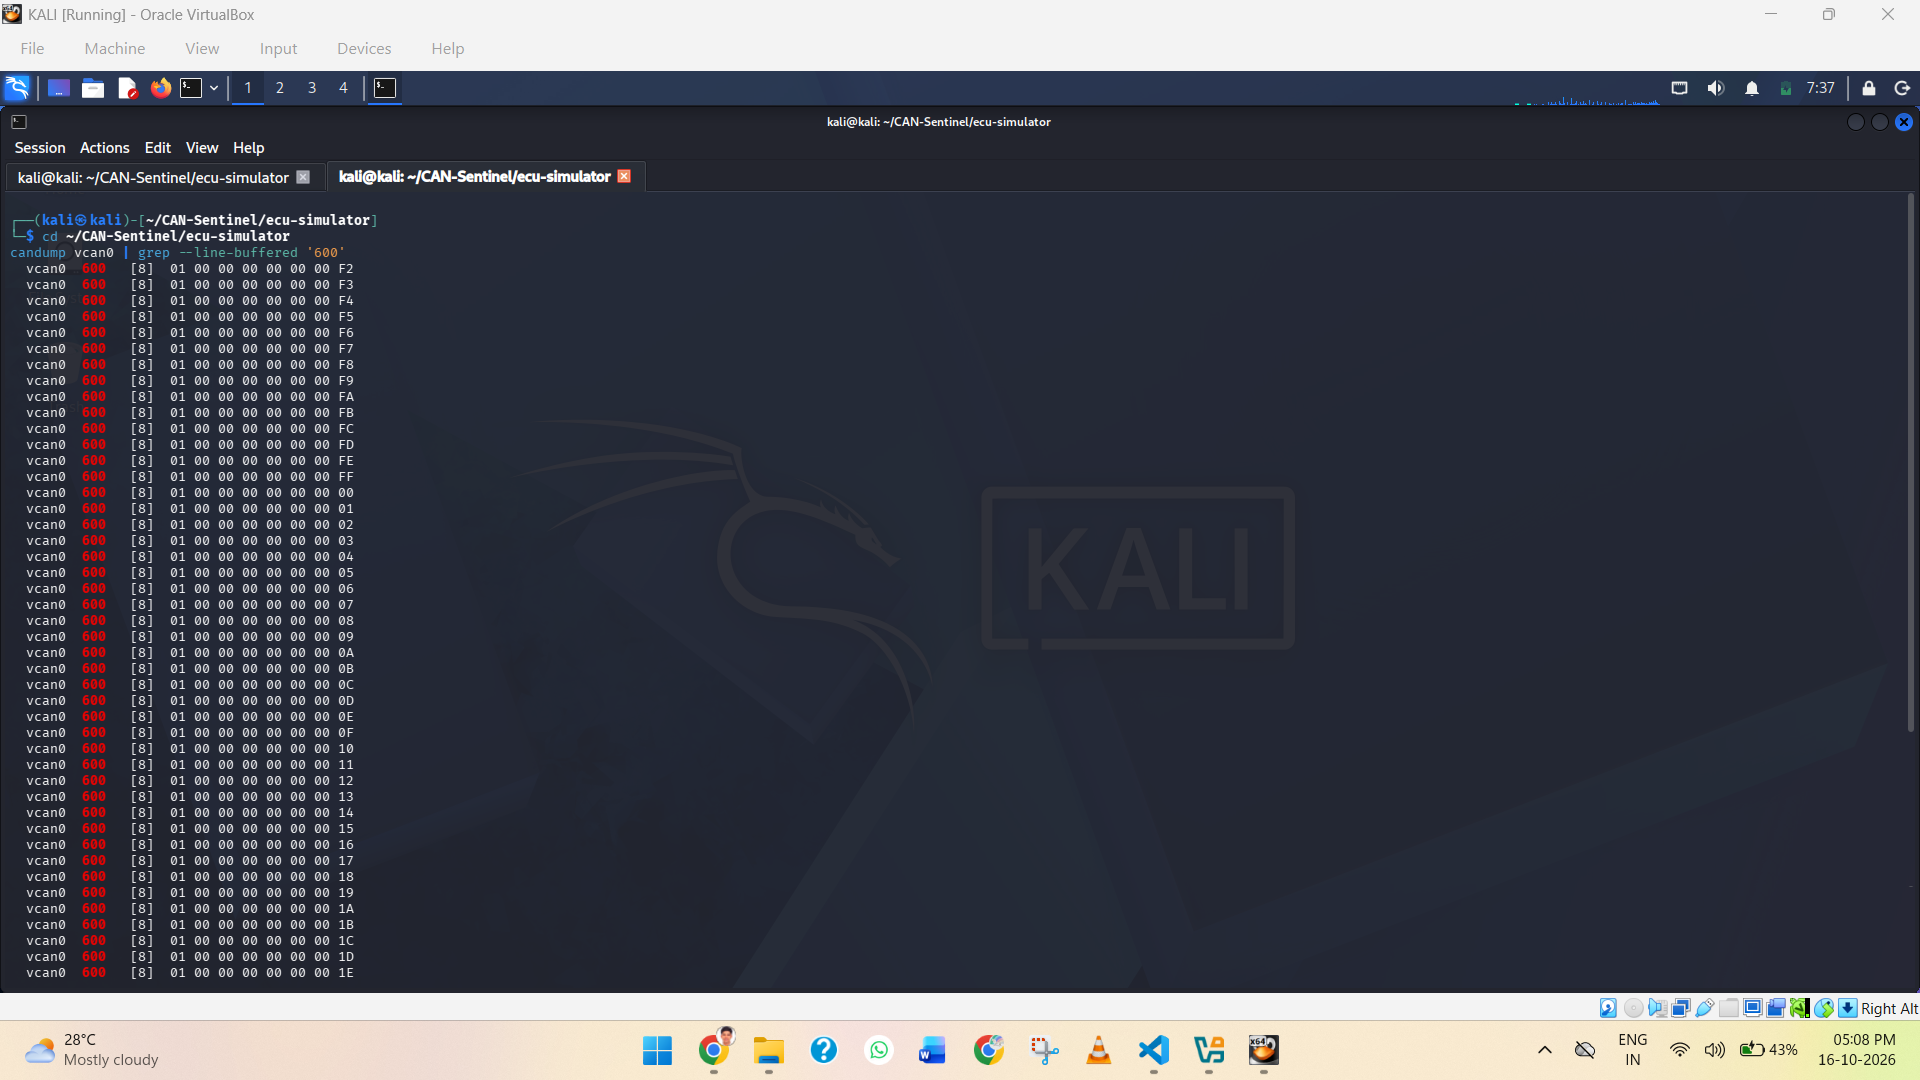 KALI [Running] - Oracle VirtualBox
File Machine View Input Devices Help
1 2 3 4 7:37
kali@kali: ~/CAN-Sentinel/ecu-simulator
Session Actions Edit View Help
kali@kali: ~/CAN-Sentinel/ecu-simulator kali@kali: ~/CAN-Sentinel/ecu-simulator
┌──(kali㉿kali)-[~/CAN-Sentinel/ecu-simulator]
└─$ cd ~/CAN-Sentinel/ecu-simulator
candump vcan0 | grep --line-buffered '600'
vcan0 600 [8] 01 00 00 00 00 00 00 F2
vcan0 600 [8] 01 00 00 00 00 00 00 F3
vcan0 600 [8] 01 00 00 00 00 00 00 F4
vcan0 600 [8] 01 00 00 00 00 00 00 F5
vcan0 600 [8] 01 00 00 00 00 00 00 F6
vcan0 600 [8] 01 00 00 00 00 00 00 F7
vcan0 600 [8] 01 00 00 00 00 00 00 F8
vcan0 600 [8] 01 00 00 00 00 00 00 F9
vcan0 600 [8] 01 00 00 00 00 00 00 FA
vcan0 600 [8] 01 00 00 00 00 00 00 FB
vcan0 600 [8] 01 00 00 00 00 00 00 FC
vcan0 600 [8] 01 00 00 00 00 00 00 FD
vcan0 600 [8] 01 00 00 00 00 00 00 FE
vcan0 600 [8] 01 00 00 00 00 00 00 FF
vcan0 600 [8] 01 00 00 00 00 00 00 00
vcan0 600 [8] 01 00 00 00 00 00 00 01
vcan0 600 [8] 01 00 00 00 00 00 00 02
vcan0 600 [8] 01 00 00 00 00 00 00 03
vcan0 600 [8] 01 00 00 00 00 00 00 04
vcan0 600 [8] 01 00 00 00 00 00 00 05
vcan0 600 [8] 01 00 00 00 00 00 00 06
vcan0 600 [8] 01 00 00 00 00 00 00 07
vcan0 600 [8] 01 00 00 00 00 00 00 08
vcan0 600 [8] 01 00 00 00 00 00 00 09
vcan0 600 [8] 01 00 00 00 00 00 00 0A
vcan0 600 [8] 01 00 00 00 00 00 00 0B
vcan0 600 [8] 01 00 00 00 00 00 00 0C
vcan0 600 [8] 01 00 00 00 00 00 00 0D
vcan0 600 [8] 01 00 00 00 00 00 00 0E
vcan0 600 [8] 01 00 00 00 00 00 00 0F
vcan0 600 [8] 01 00 00 00 00 00 00 10
vcan0 600 [8] 01 00 00 00 00 00 00 11
vcan0 600 [8] 01 00 00 00 00 00 00 12
vcan0 600 [8] 01 00 00 00 00 00 00 13
vcan0 600 [8] 01 00 00 00 00 00 00 14
vcan0 600 [8] 01 00 00 00 00 00 00 15
vcan0 600 [8] 01 00 00 00 00 00 00 16
vcan0 600 [8] 01 00 00 00 00 00 00 17
vcan0 600 [8] 01 00 00 00 00 00 00 18
vcan0 600 [8] 01 00 00 00 00 00 00 19
vcan0 600 [8] 01 00 00 00 00 00 00 1A
vcan0 600 [8] 01 00 00 00 00 00 00 1B
vcan0 600 [8] 01 00 00 00 00 00 00 1C
vcan0 600 [8] 01 00 00 00 00 00 00 1D
vcan0 600 [8] 01 00 00 00 00 00 00 1E
KALI
Right Alt
28°C
Mostly cloudy
ENG
IN
43%
05:08 PM
16-10-2026